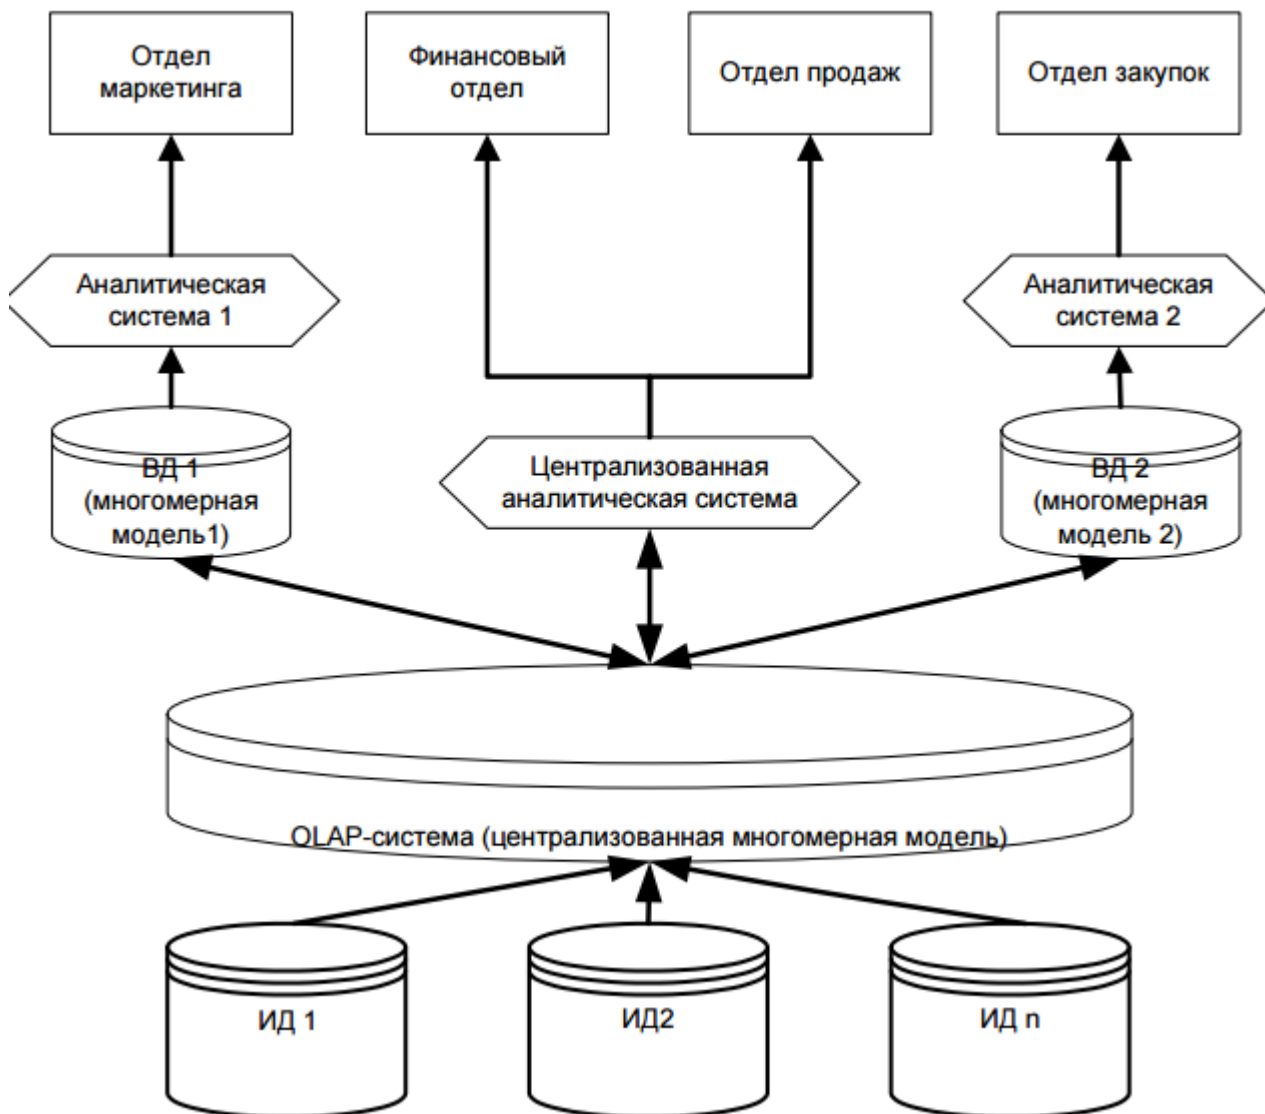 Отдел
маркетинга
Финансовый
отдел
Отдел продаж
Отдел закупок
Аналитическая
система 1
Аналитическая
система 2
ВД 1
(многомерная
модель1)
Централизованная
аналитическая система
ВД 2
(многомерная
модель 2)
OLAP-система (централизованная многомерная модель)
ИД 1
ИД2
ИД n